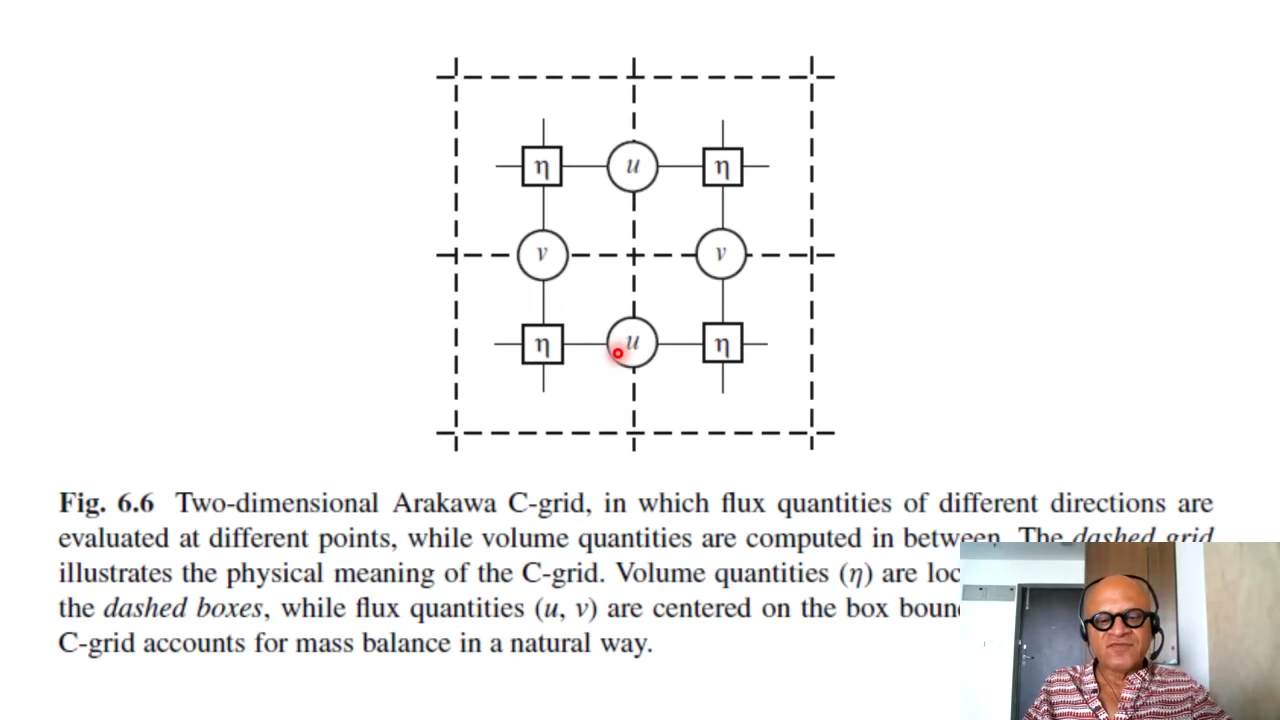 η u η
v v
η u η
Fig. 6.6 Two-dimensional Arakawa C-grid, in which flux quantities of different directions are
evaluated at different points, while volume quantities are computed in between. The dashed grid
illustrates the physical meaning of the C-grid. Volume quantities (η) are
the dashed boxes, while flux quantities (u, v) are centered on the box
C-grid accounts for mass balance in a natural way.